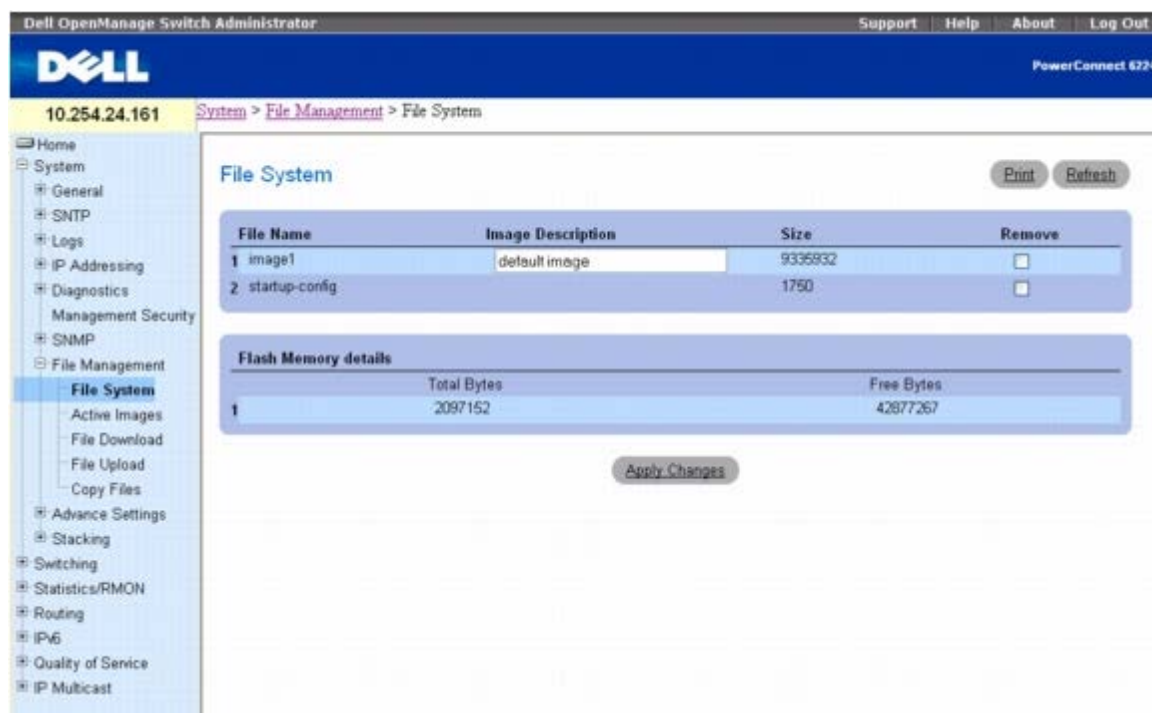 Dell OpenManage Switch Administrator
Support Help About Log Out
DELL
PowerConnect 622
10.254.24.161
System > File Management > File System
Home
System
General
SNTP
Logs
IP Addressing
Diagnostics
Management Security
SNMP
File Management
File System
Active Images
File Download
File Upload
Copy Files
Advance Settings
Stacking
Switching
Statistics/RMON
Routing
IPv6
Quality of Service
IP Multicast
File System
Print Refresh
File Name Image Description Size Remove
1 image1 default image 9335932
2 startup-config 1750
Flash Memory details
Total Bytes Free Bytes
1 2097152 42877267
Apply Changes